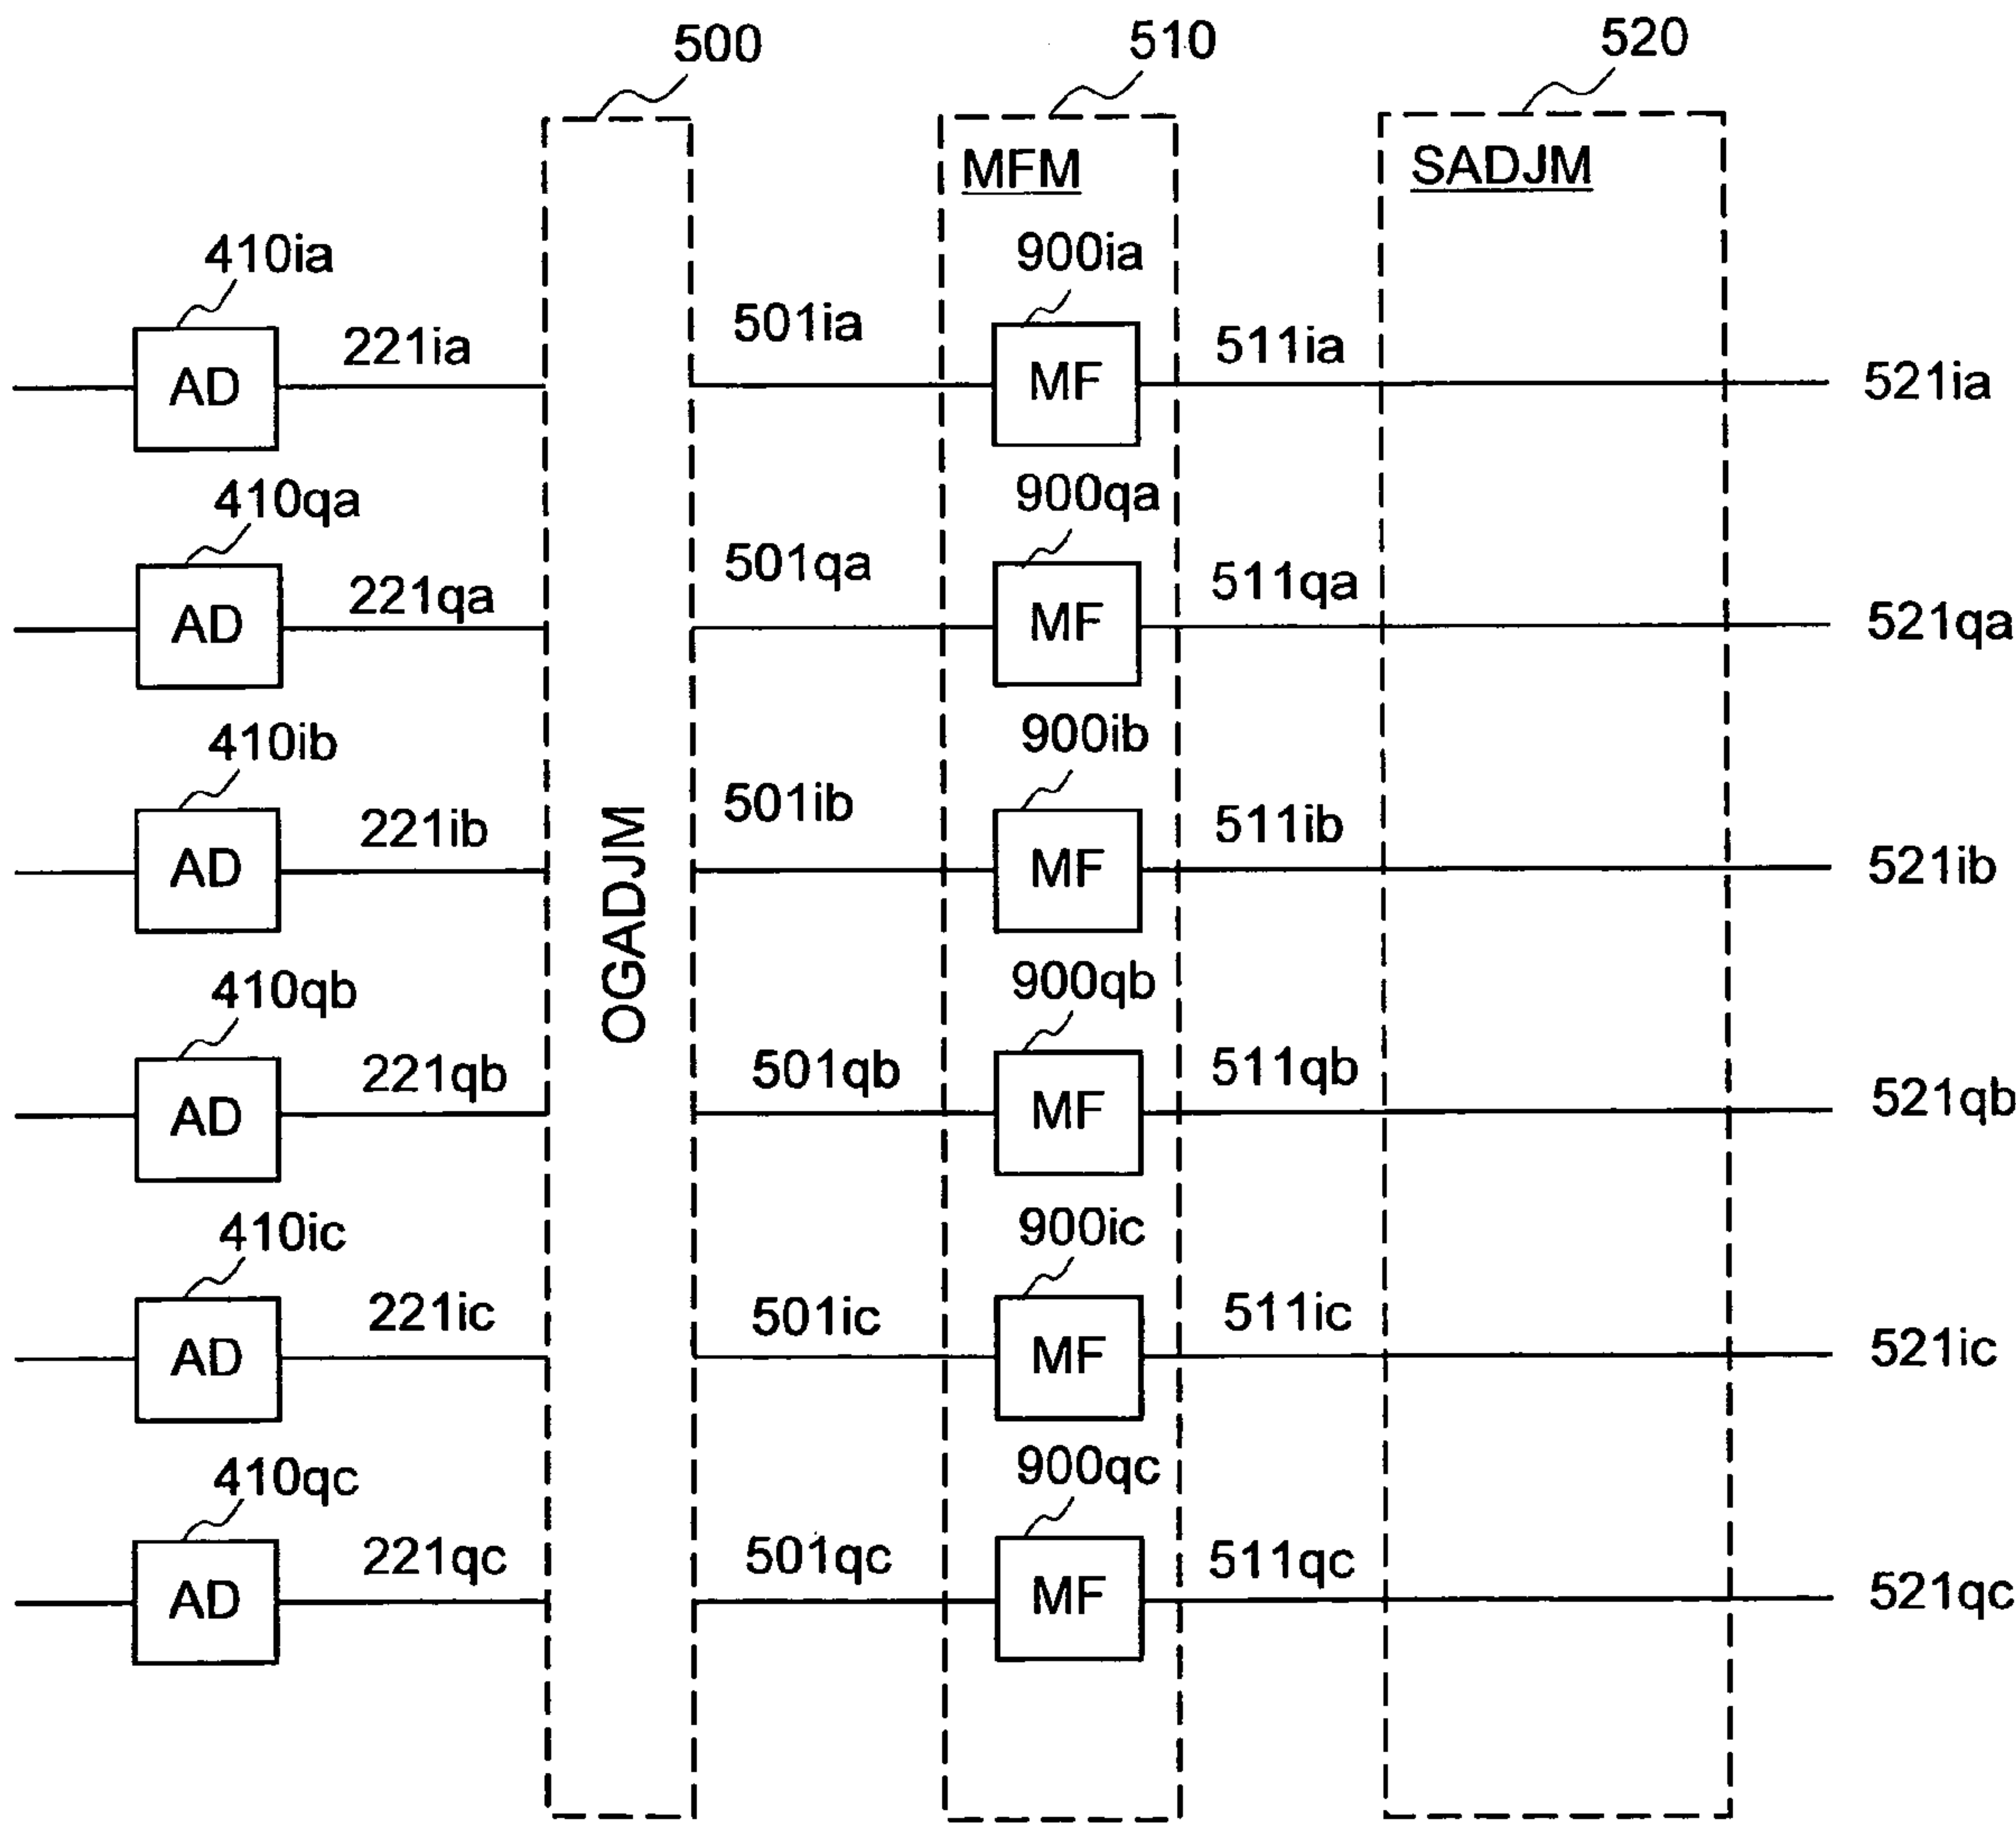 500
510
520
MFM
SADJM
410ia
900ia
221ia
501ia
511ia
AD
MF
521ia
410qa
900qa
221qa
501qa
511qa
AD
MF
521qa
410ib
900ib
221ib
501ib
511ib
AD
MF
521ib
OGADJM
410qb
900qb
221qb
501qb
511qb
AD
MF
521qb
410ic
900ic
221ic
501ic
511ic
AD
MF
521ic
410qc
900qc
221qc
501qc
511qc
AD
MF
521qc